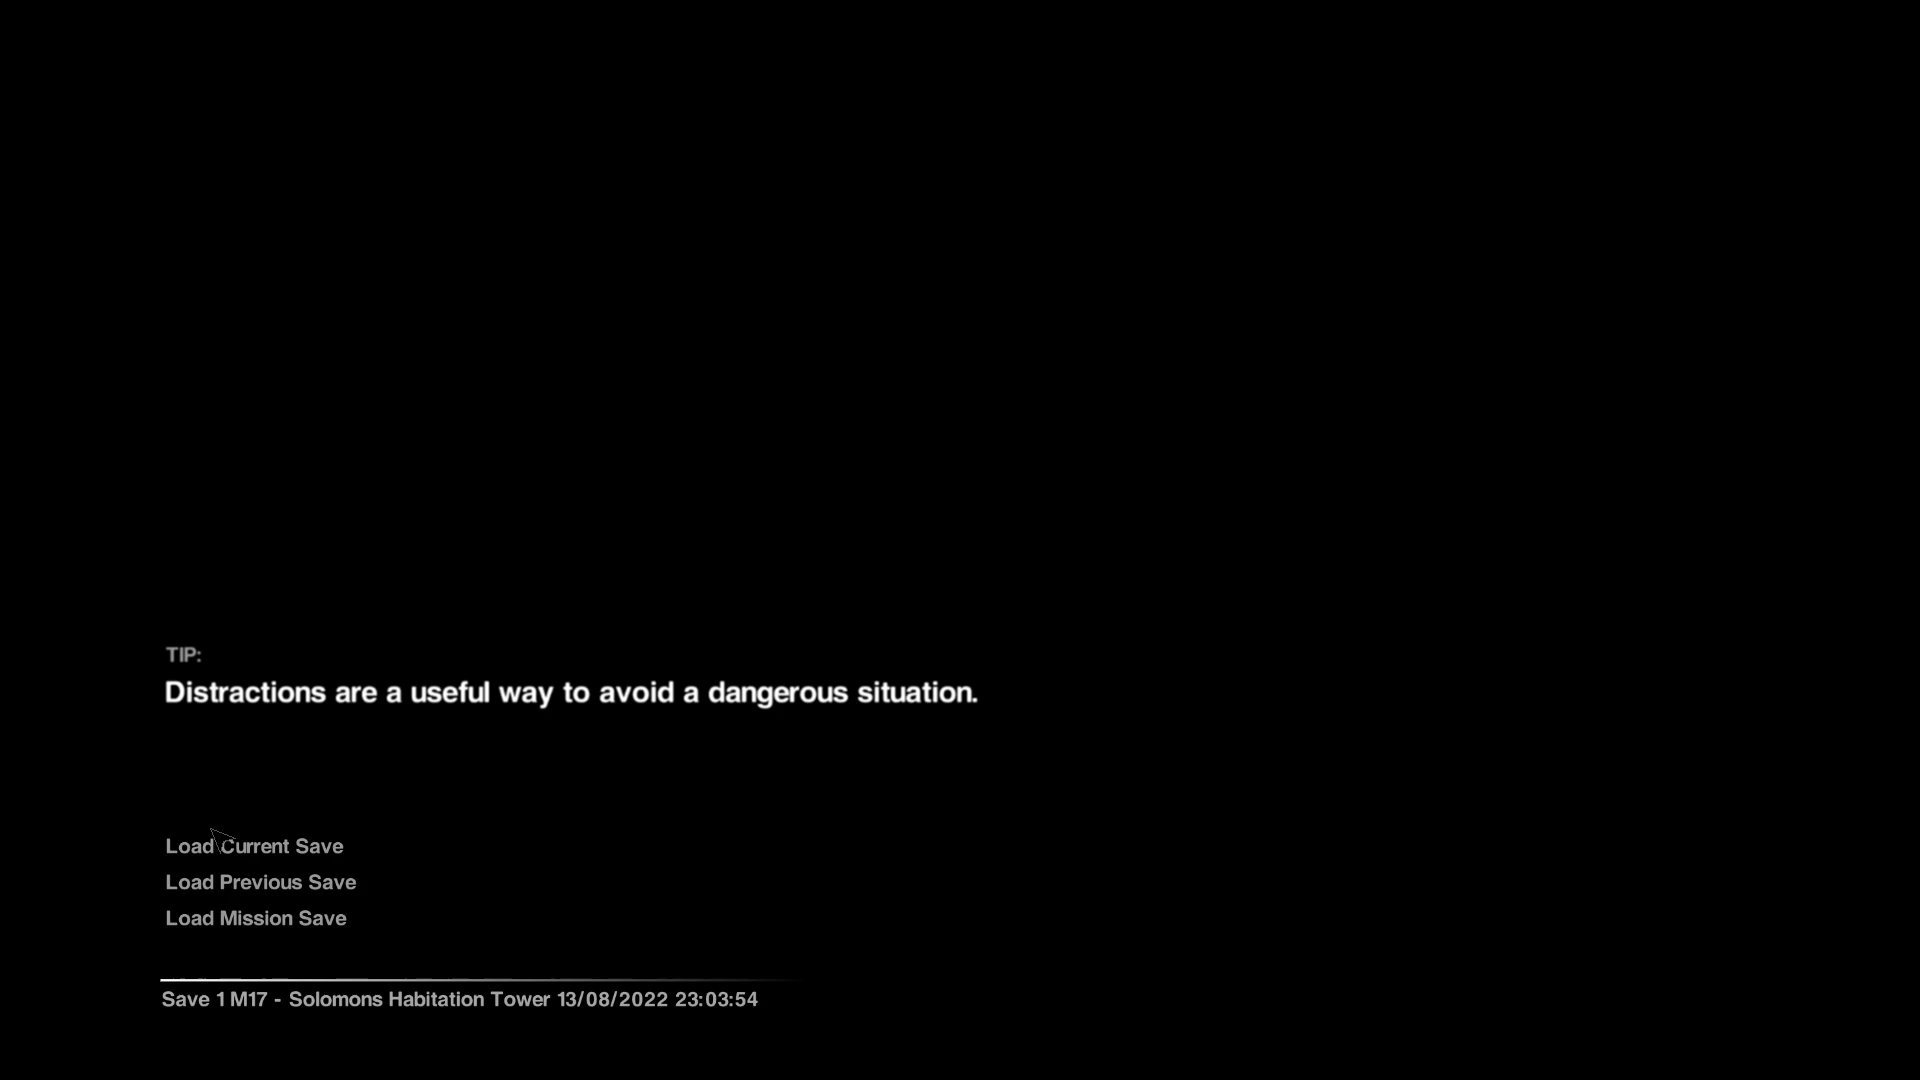 TIP:
Distractions are a useful way to avoid a dangerous situation.
Load Current Save
Load Previous Save
Load Mission Save
Save 1 M17 - Solomons Habitation Tower 13/08/2022 23:03:54